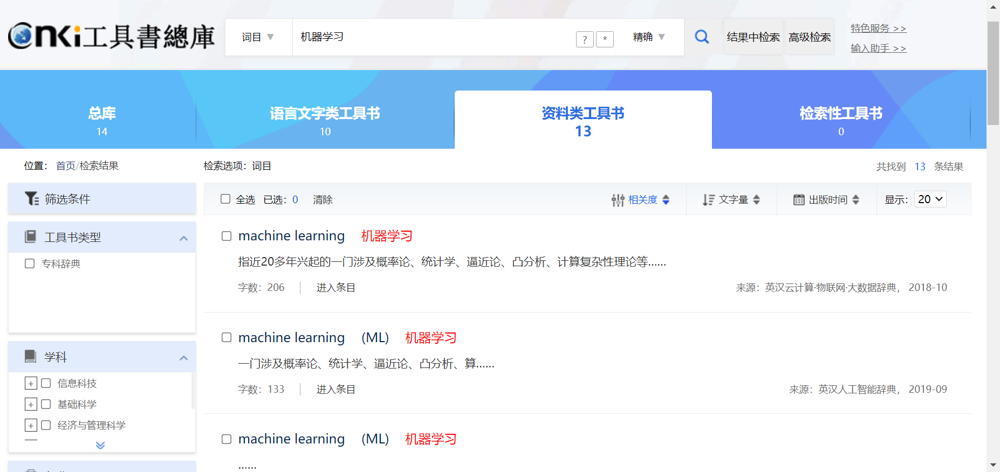 cnki工具書總庫
词目 ▼ 机器学习 ? * 精确 ▼ 结果中检索 高级检索
特色服务 >>
输入助手 >>
总库
14
语言文字类工具书
10
资料类工具书
13
检索性工具书
0
位置： 首页/检索结果
检索选项：词目
共找到 13 条结果
筛选条件
工具书类型
专科辞典
学科
+ 信息科技
+ 基础科学
+ 经济与管理科学
全选 已选：0 清除
相关度 文字量 出版时间 显示：20
machine learning 机器学习
指近20多年兴起的一门涉及概率论、统计学、逼近论、凸分析、计算复杂性理论等……
字数：206 进入条目 来源：英汉云计算·物联网·大数据辞典， 2018-10
machine learning (ML) 机器学习
一门涉及概率论、统计学、逼近论、凸分析、算……
字数：133 进入条目 来源：英汉人工智能辞典， 2019-09
machine learning (ML) 机器学习
……